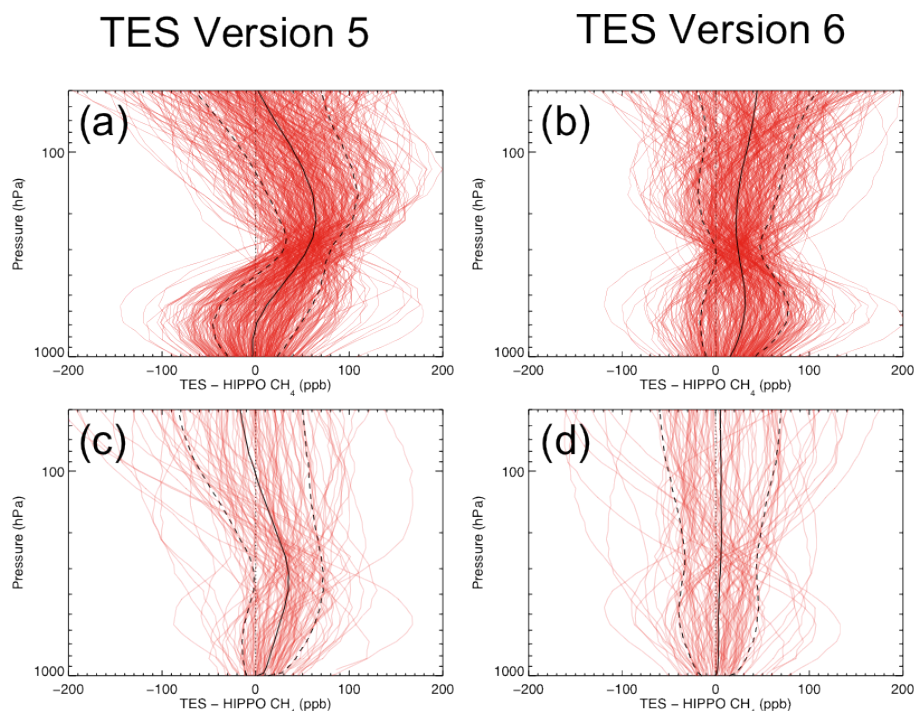 TES Version 5
TES Version 6
(a)
Pressure (hPa)
100
1000
−200
−100
0
100
200
TES − HIPPO CH4 (ppb)
(b)
Pressure (hPa)
100
1000
−200
−100
0
100
200
TES − HIPPO CH4 (ppb)
(c)
Pressure (hPa)
100
1000
−200
−100
0
100
200
TES − HIPPO CH4 (ppb)
(d)
Pressure (hPa)
100
1000
−200
−100
0
100
200
TES − HIPPO CH4 (ppb)